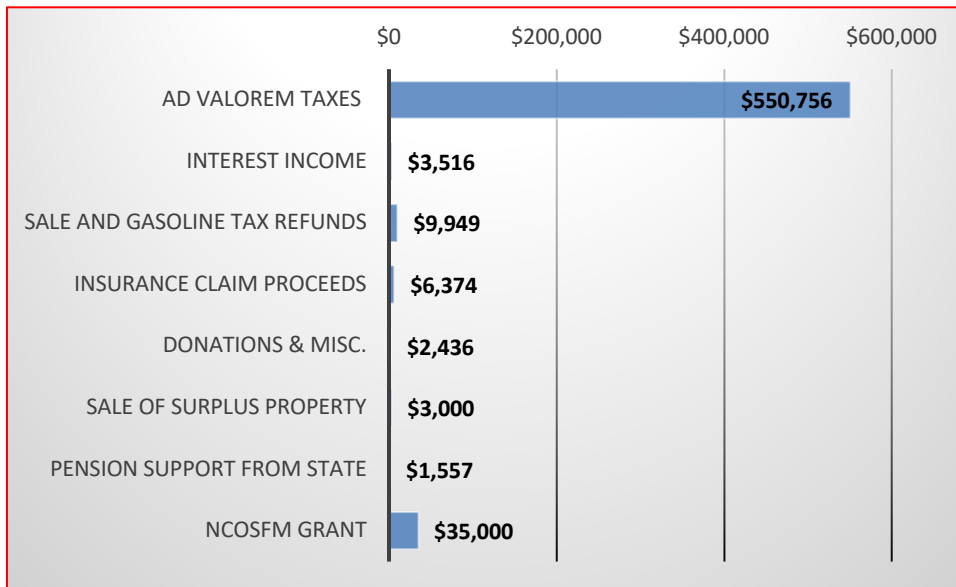 $0 $200,000 $400,000 $600,000
AD VALOREM TAXES $550,756
INTEREST INCOME $3,516
SALE AND GASOLINE TAX REFUNDS $9,949
INSURANCE CLAIM PROCEEDS $6,374
DONATIONS & MISC. $2,436
SALE OF SURPLUS PROPERTY $3,000
PENSION SUPPORT FROM STATE $1,557
NCOSFM GRANT $35,000